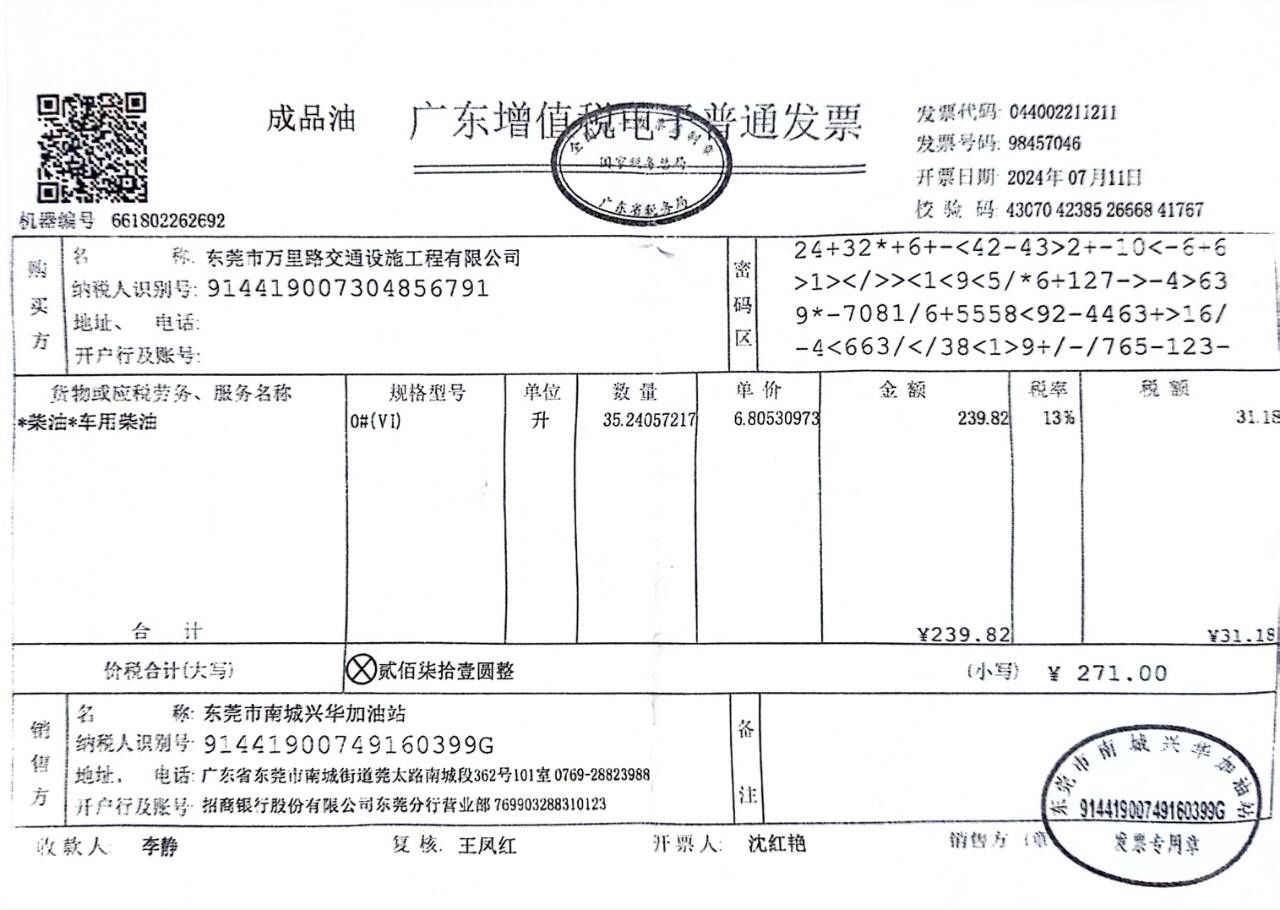 成品油 广东增值税电子普通发票
国家税务总局
广东省税务局
发票代码: 044002211211
发票号码: 98457046
开票日期: 2024年07月11日
校 验 码: 43070 42385 26668 41767
机器编号 661802262692
购买方
名 称: 东莞市万里路交通设施工程有限公司
纳税人识别号: 914419007304856791
地址、 电话:
开户行及账号:
密码区
24+32*+6+-<42-43>2+-10<-6+6
>1></>><1<9<5/*6+127->-4>63
9*-7081/6+5558<92-4463+>16/
-4<663/</38<1>9+/-/765-123-
货物或应税劳务、服务名称 规格型号 单位 数 量 单 价 金 额 税率 税 额
*柴油*车用柴油 0#(VI) 升 35.24057217 6.80530973 239.82 13% 31.18
合 计 ¥239.82 ¥31.18
价税合计(大写) ⊗贰佰柒拾壹圆整 (小写) ¥ 271.00
销售方
名 称: 东莞市南城兴华加油站
纳税人识别号: 91441900749160399G
地址、 电话: 广东省东莞市南城街道莞太路南城段362号101室 0769-28823988
开户行及账号: 招商银行股份有限公司东莞分行营业部 769903288310123
备注
东莞市南城兴华加油站
91441900749160399G
发票专用章
收款人: 李静 复 核: 王凤红 开票人: 沈红艳 销售方 (章